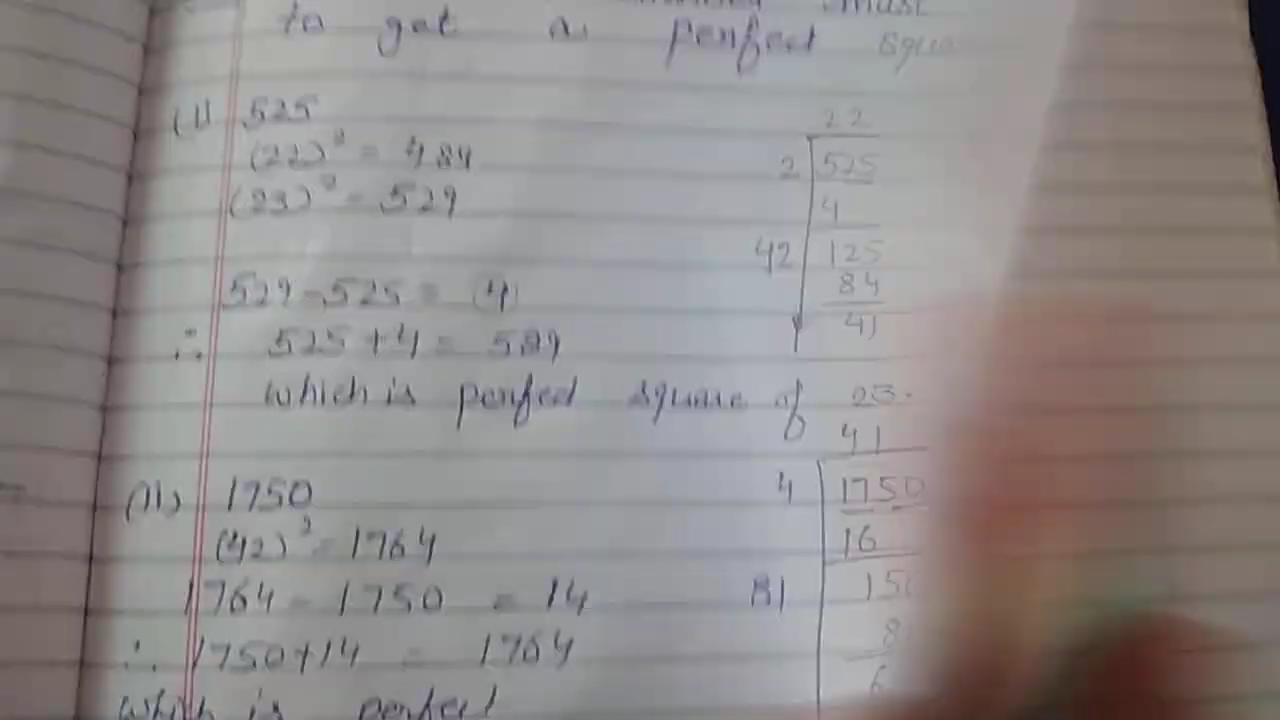 must
to get a perfect
(i) 525
(22)² = 484
(23)² = 529
529 - 525 = (4)
∴ 525 + 4 = 529
which is perfect square of 23.
22
2 525
4
42 125
84
41
(ii) 1750
(42)² = 1764
1764 - 1750 = 14
∴ 1750 + 14 = 1764
which is perfect
41
4 1750
16
81